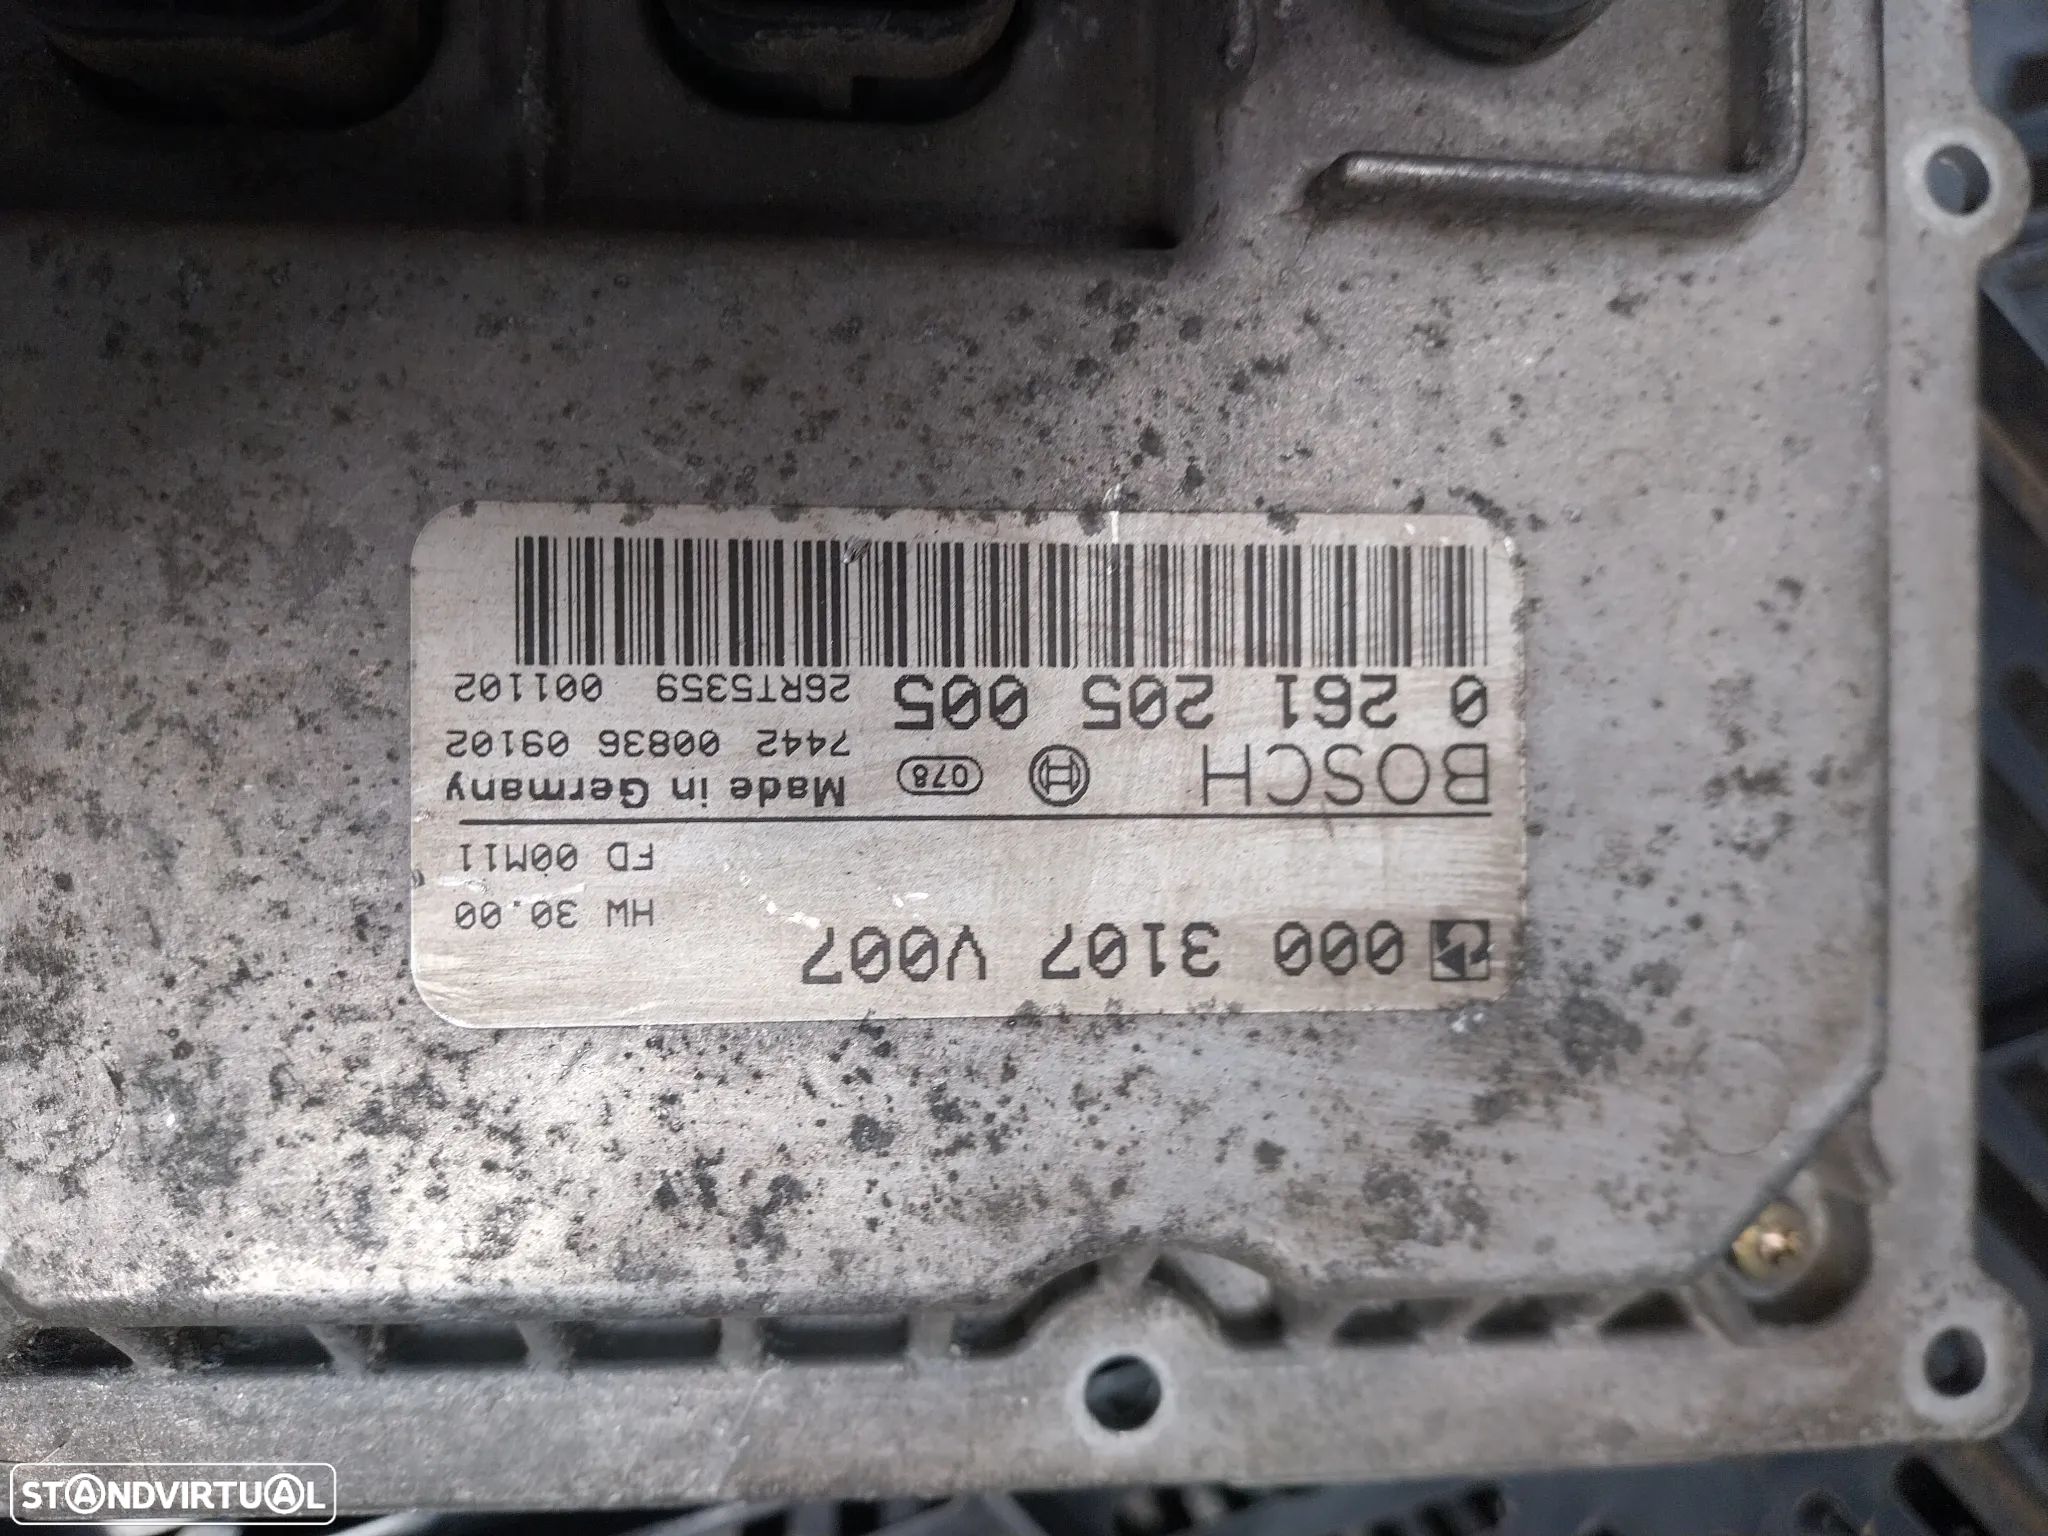 000 3107 V007
HW 30.00
FD 00M11
BOSCH
078
Made in Germany
7442 00836 09102
0 261 205 005
26RT5359 001102
STANDVIRTUAL